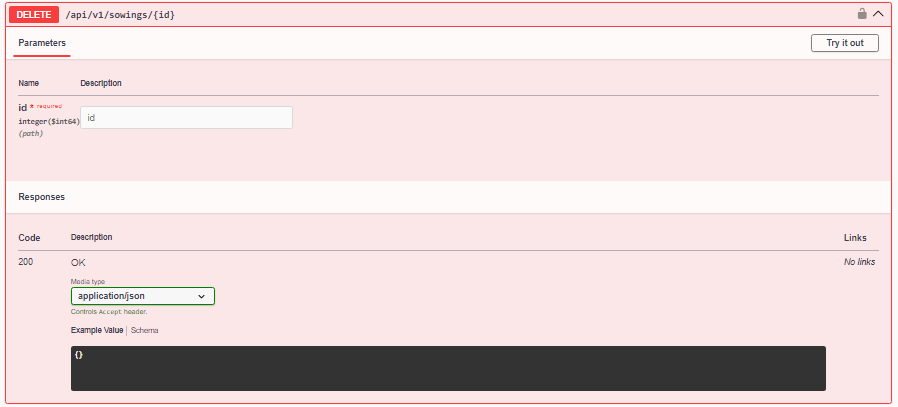 DELETE /api/v1/sowings/{id}
Parameters Try it out
Name Description
id * required
integer($int64)
(path)
id
Responses
Code Description Links
200 OK No links
Media type
application/json
Controls Accept header.
Example Value | Schema
{}